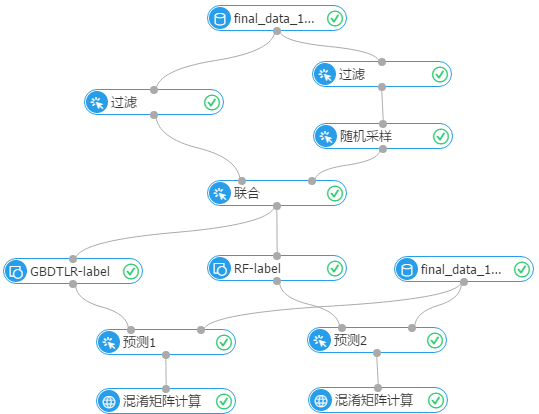 final_data_1...
过滤
过滤
随机采样
联合
GBDTLR-label
RF-label
final_data_1...
预测1
预测2
混淆矩阵计算
混淆矩阵计算